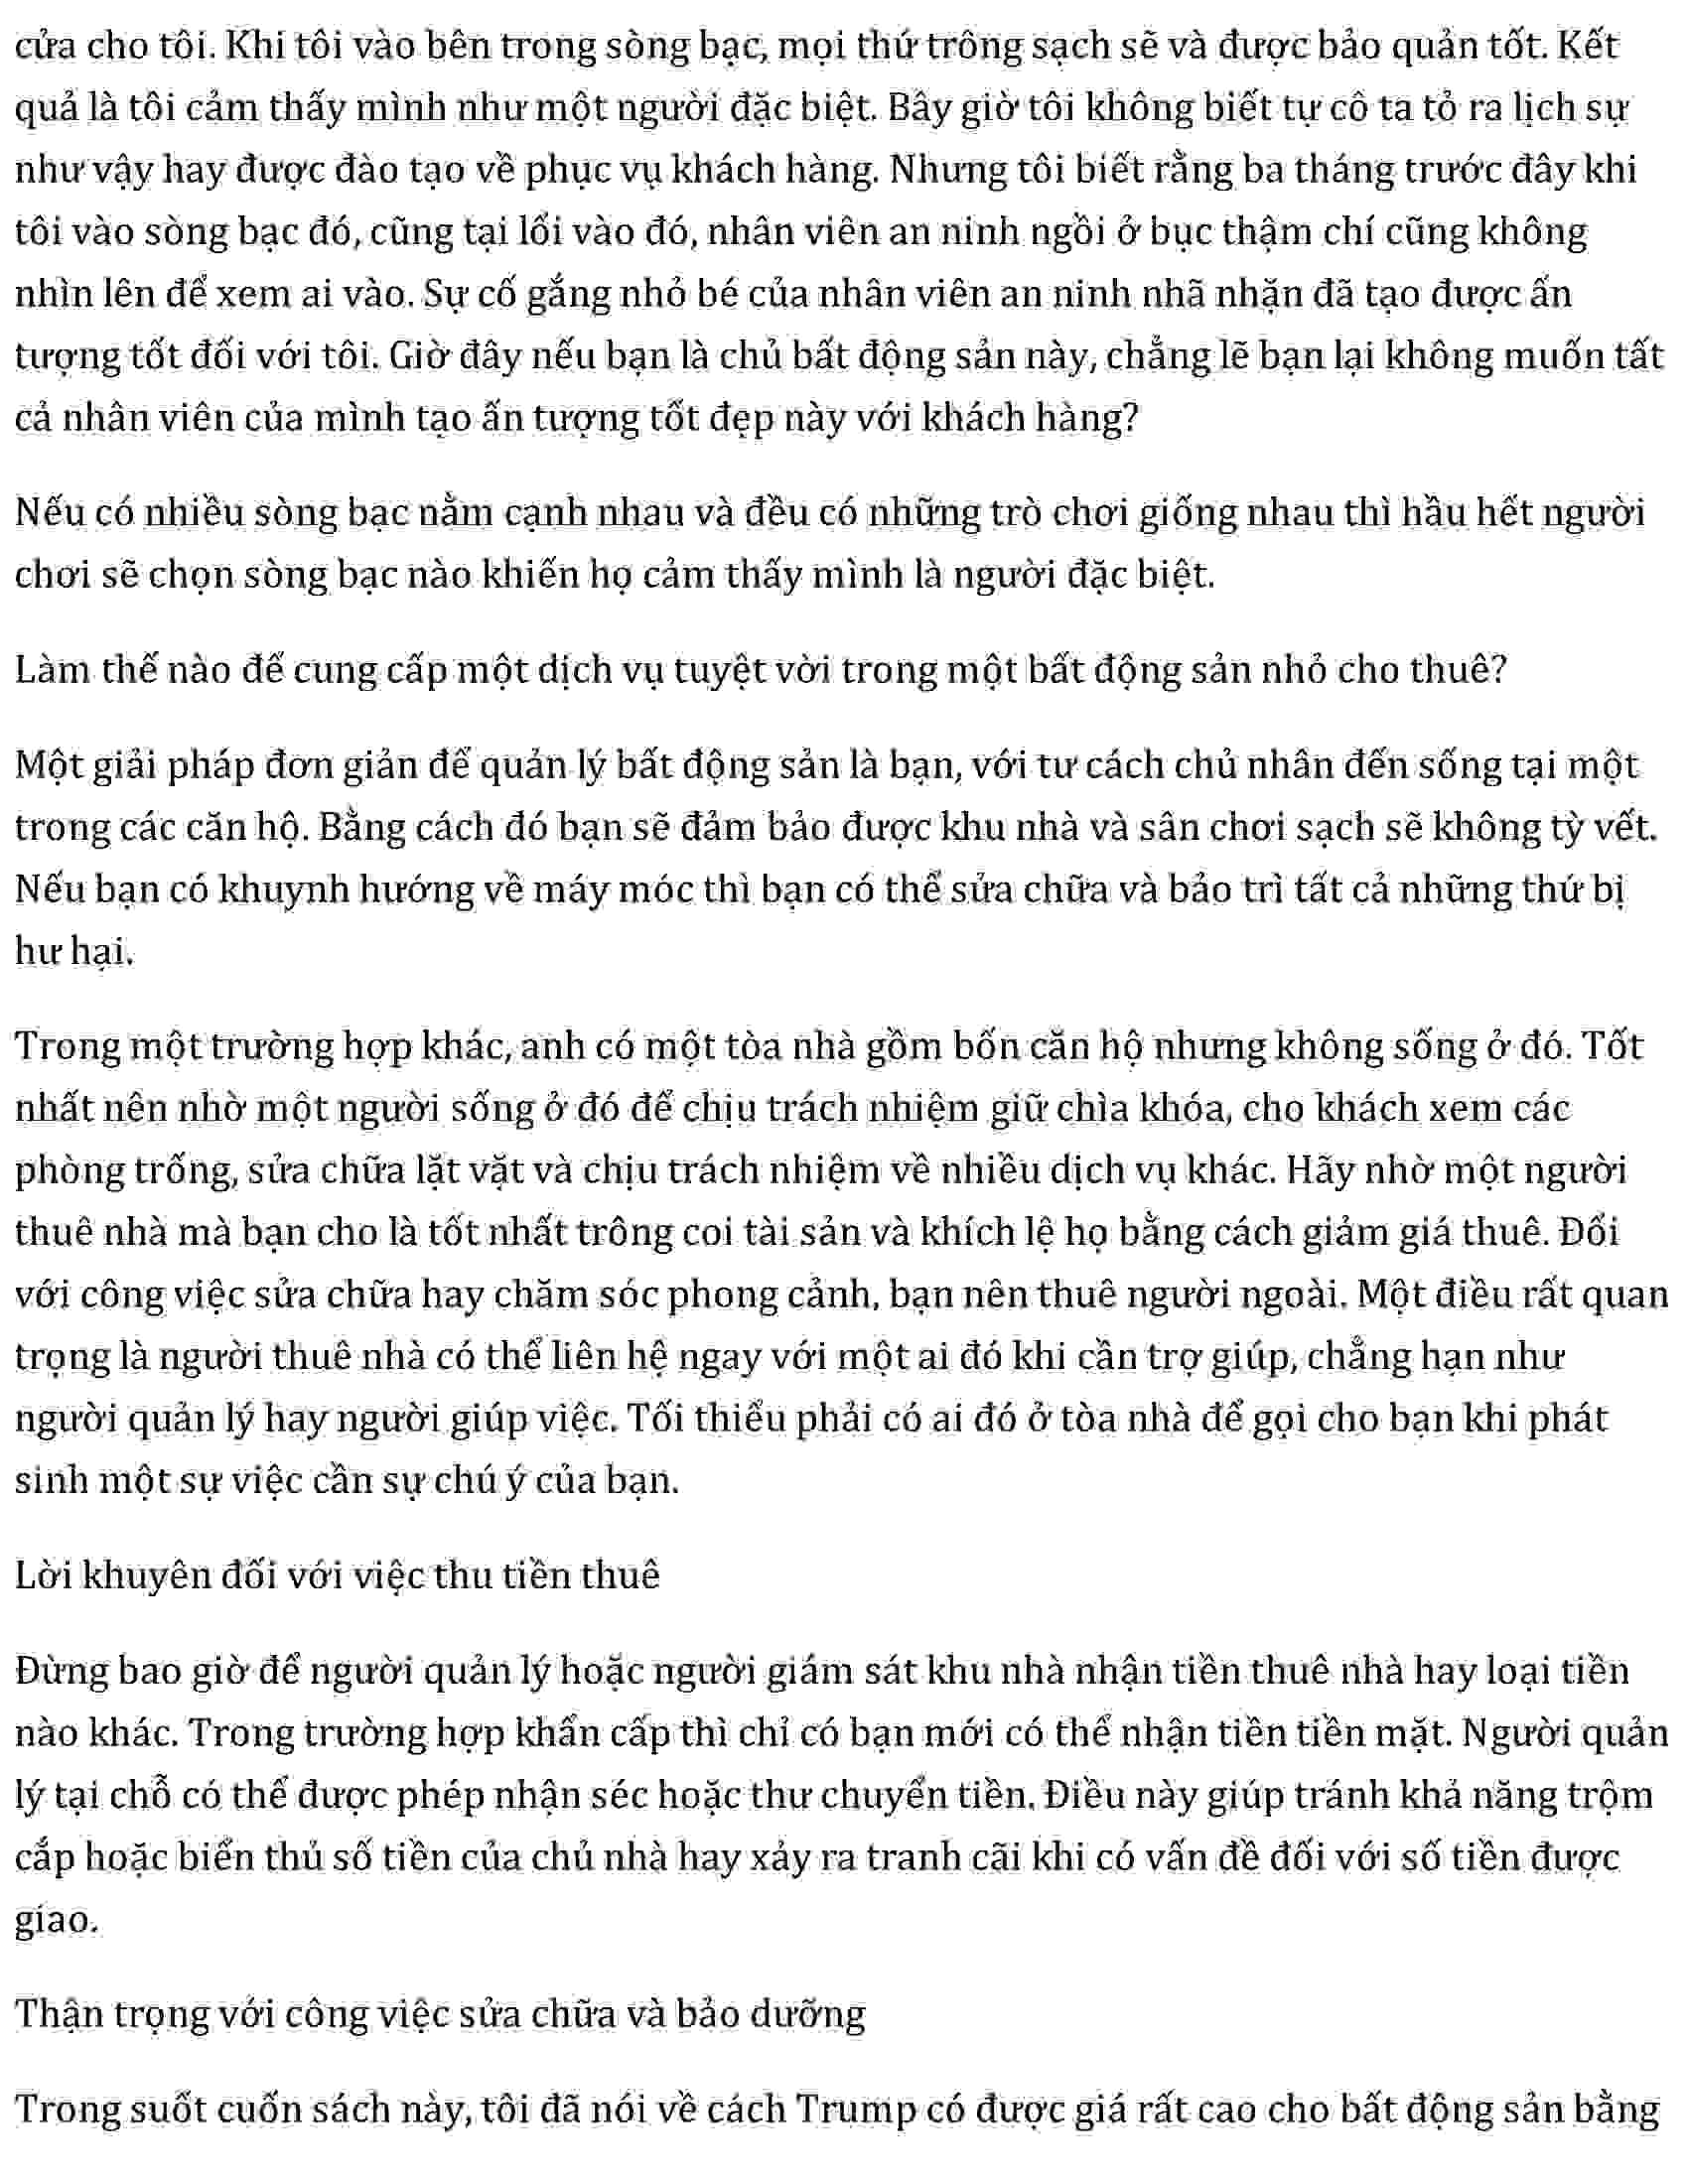 cửa cho tôi. Khi tôi vào bên trong sòng bạc, mọi thứ trông sạch sẽ và được bảo quản tốt. Kết
quả là tôi cảm thấy mình như một người đặc biệt. Bây giờ tôi không biết tự cô ta tỏ ra lịch sự
như vậy hay được đào tạo về phục vụ khách hàng. Nhưng tôi biết rằng ba tháng trước đây khi
tôi vào sòng bạc đó, cũng tại lối vào đó, nhân viên an ninh ngồi ở bục thậm chí cũng không
nhìn lên để xem ai vào. Sự cố gắng nhỏ bé của nhân viên an ninh nhã nhặn đã tạo được ấn
tượng tốt đối với tôi. Giờ đây nếu bạn là chủ bất động sản này, chẳng lẽ bạn lại không muốn tất
cả nhân viên của mình tạo ấn tượng tốt đẹp này với khách hàng?
Nếu có nhiều sòng bạc nằm cạnh nhau và đều có những trò chơi giống nhau thì hầu hết người
chơi sẽ chọn sòng bạc nào khiến họ cảm thấy mình là người đặc biệt.
Làm thế nào để cung cấp một dịch vụ tuyệt vời trong một bất động sản nhỏ cho thuê?
Một giải pháp đơn giản để quản lý bất động sản là bạn, với tư cách chủ nhân đến sống tại một
trong các căn hộ. Bằng cách đó bạn sẽ đảm bảo được khu nhà và sân chơi sạch sẽ không tỳ vết.
Nếu bạn có khuynh hướng về máy móc thì bạn có thể sửa chữa và bảo trì tất cả những thứ bị
hư hại.
Trong một trường hợp khác, anh có một tòa nhà gồm bốn căn hộ nhưng không sống ở đó. Tốt
nhất nên nhờ một người sống ở đó để chịu trách nhiệm giữ chìa khóa, cho khách xem các
phòng trống, sửa chữa lặt vặt và chịu trách nhiệm về nhiều dịch vụ khác. Hãy nhờ một người
thuê nhà mà bạn cho là tốt nhất trông coi tài sản và khích lệ họ bằng cách giảm giá thuê. Đối
với công việc sửa chữa hay chăm sóc phong cảnh, bạn nên thuê người ngoài. Một điều rất quan
trọng là người thuê nhà có thể liên hệ ngay với một ai đó khi cần trợ giúp, chẳng hạn như
người quản lý hay người giúp việc. Tối thiểu phải có ai đó ở tòa nhà để gọi cho bạn khi phát
sinh một sự việc cần sự chú ý của bạn.
Lời khuyên đối với việc thu tiền thuê
Đừng bao giờ để người quản lý hoặc người giám sát khu nhà nhận tiền thuê nhà hay loại tiền
nào khác. Trong trường hợp khẩn cấp thì chỉ có bạn mới có thể nhận tiền tiền mặt. Người quản
lý tại chỗ có thể được phép nhận séc hoặc thư chuyển tiền. Điều này giúp tránh khả năng trộm
cắp hoặc biển thủ số tiền của chủ nhà hay xảy ra tranh cãi khi có vấn đề đối với số tiền được
giao.
Thận trọng với công việc sửa chữa và bảo dưỡng
Trong suốt cuốn sách này, tôi đã nói về cách Trump có được giá rất cao cho bất động sản bằng